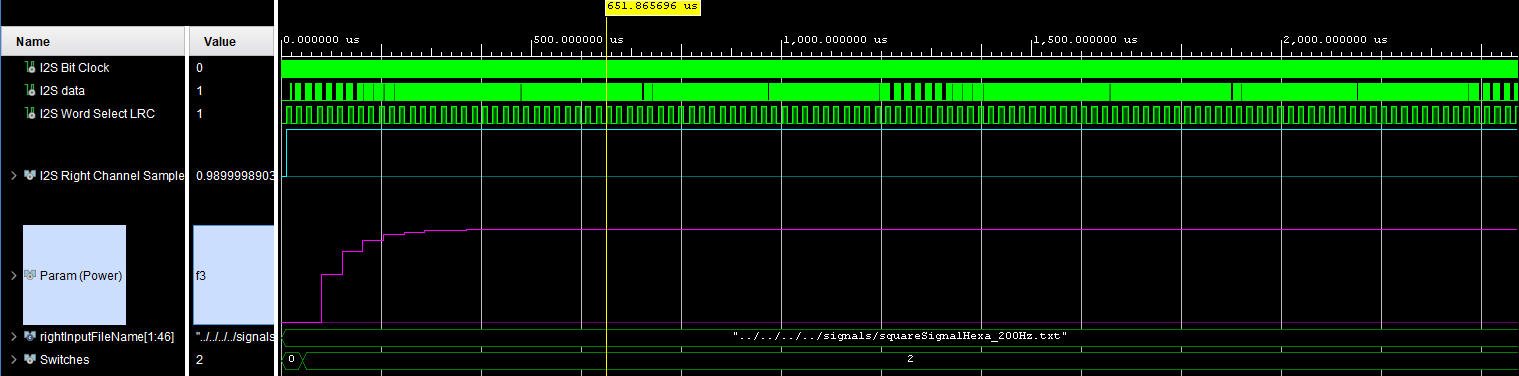 651.865696 us
Name Value
0.000000 us 500.000000 us 1,000.000000 us 1,500.000000 us 2,000.000000 us
I2S Bit Clock 0
I2S data 1
I2S Word Select LRC 1
I2S Right Channel Sample 0.9899998903
Param (Power) f3
rightInputFileName[1:46] "../../../../signals "../../../../signals/squareSignalHexa_200Hz.txt"
Switches 2 0 2